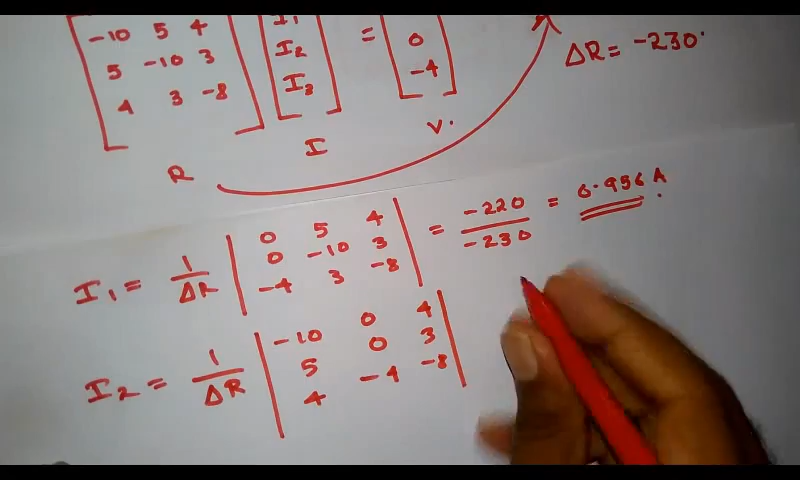 -10 5 4 I1 =
5 -10 3 I2 0 ΔR = -230
4 3 -8 I3 -4
R I V
I1 = 1/ΔR | 0 5 4 | = -220/-230 = 0.956 A
0 -10 3
-4 3 -8
I2 = 1/ΔR | -10 0 4 |
5 0 3
4 -4 -8